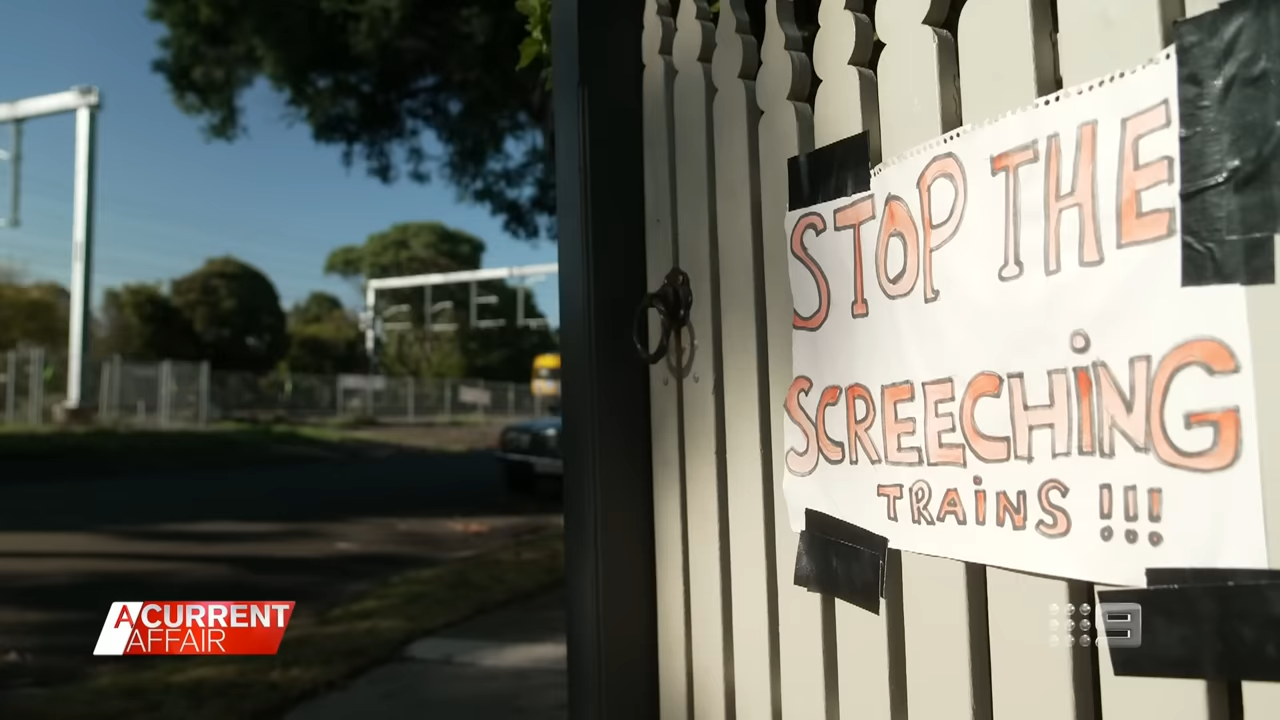 STOP THE
SCREECHiNG
TRAiNS !!!
A CURRENT
AFFAIR
9